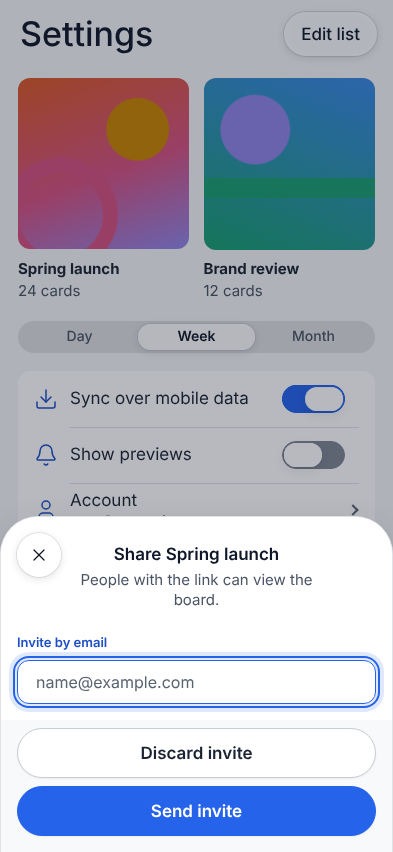 Settings
Edit list
Spring launch
24 cards
Brand review
12 cards
Day
Week
Month
Sync over mobile data
Show previews
Account
Share Spring launch
People with the link can view the
board.
Invite by email
name@example.com
Discard invite
Send invite